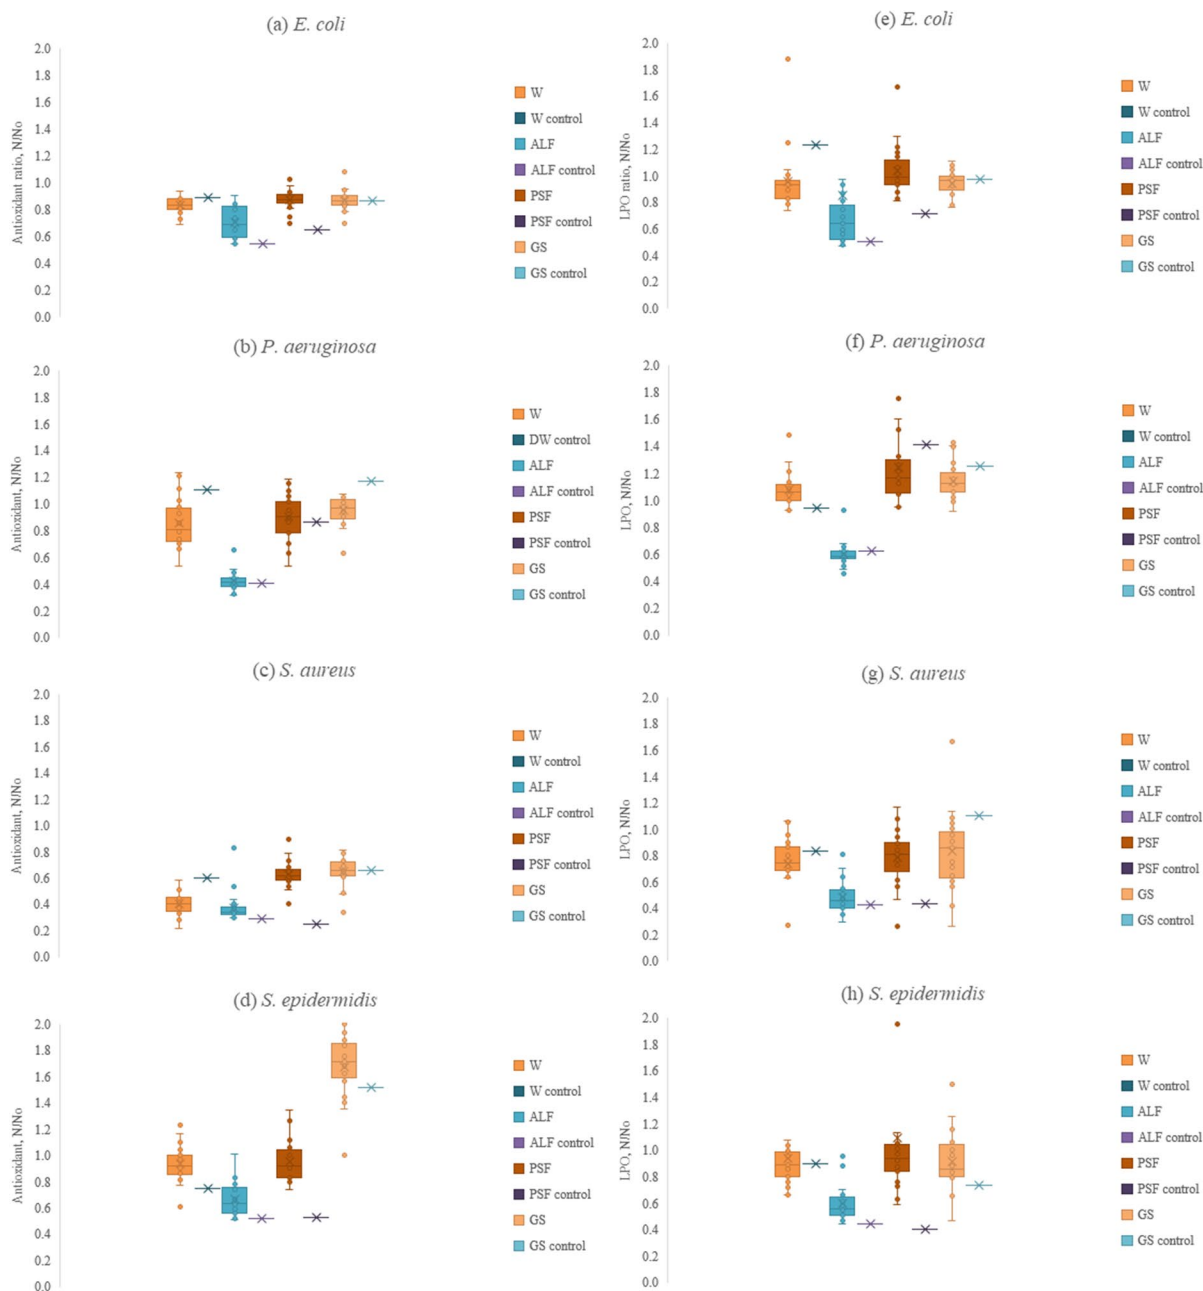 (a) E. coli
Antioxidant ratio, N/No
2.0
1.8
1.6
1.4
1.2
1.0
0.8
0.6
0.4
0.2
0.0
W
W control
ALF
ALF control
PSF
PSF control
GS
GS control
(e) E. coli
LPO ratio, N/No
2.0
1.8
1.6
1.4
1.2
1.0
0.8
0.6
0.4
0.2
0.0
W
W control
ALF
ALF control
PSF
PSF control
GS
GS control
(b) P. aeruginosa
Antioxidant, N/No
2.0
1.8
1.6
1.4
1.2
1.0
0.8
0.6
0.4
0.2
0.0
W
DW control
ALF
ALF control
PSF
PSF control
GS
GS control
(f) P. aeruginosa
LPO, N/No
2.0
1.8
1.6
1.4
1.2
1.0
0.8
0.6
0.4
0.2
0.0
W
W control
ALF
ALF control
PSF
PSF control
GS
GS control
(c) S. aureus
Antioxidant, N/No
2.0
1.8
1.6
1.4
1.2
1.0
0.8
0.6
0.4
0.2
0.0
W
W control
ALF
ALF control
PSF
PSF control
GS
GS control
(g) S. aureus
LPO, N/No
2.0
1.8
1.6
1.4
1.2
1.0
0.8
0.6
0.4
0.2
0.0
W
W control
ALF
ALF control
PSF
PSF control
GS
GS control
(d) S. epidermidis
Antioxidant, N/No
2.0
1.8
1.6
1.4
1.2
1.0
0.8
0.6
0.4
0.2
0.0
W
W control
ALF
ALF control
PSF
PSF control
GS
GS control
(h) S. epidermidis
LPO, N/No
2.0
1.8
1.6
1.4
1.2
1.0
0.8
0.6
0.4
0.2
0.0
W
W control
ALF
ALF control
PSF
PSF control
GS
GS control